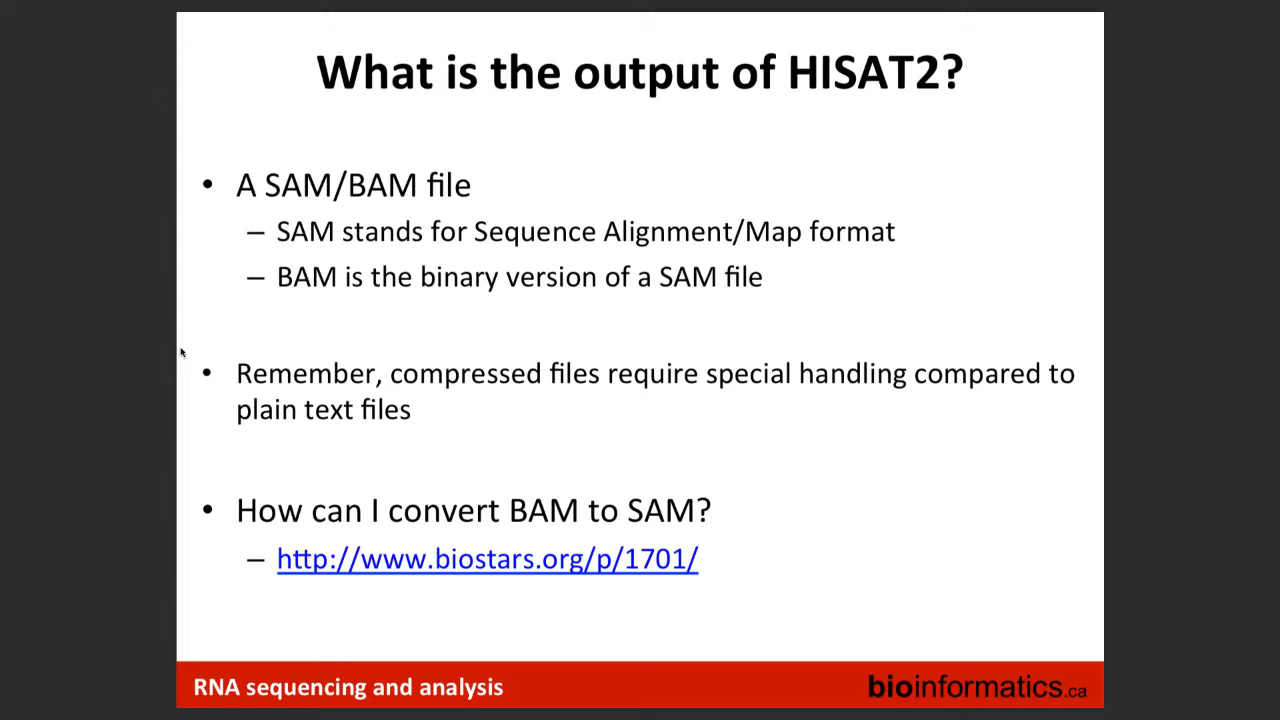 What is the output of HISAT2?
• A SAM/BAM file
– SAM stands for Sequence Alignment/Map format
– BAM is the binary version of a SAM file
• Remember, compressed files require special handling compared to
plain text files
• How can I convert BAM to SAM?
– http://www.biostars.org/p/1701/
RNA sequencing and analysis
bioinformatics.ca